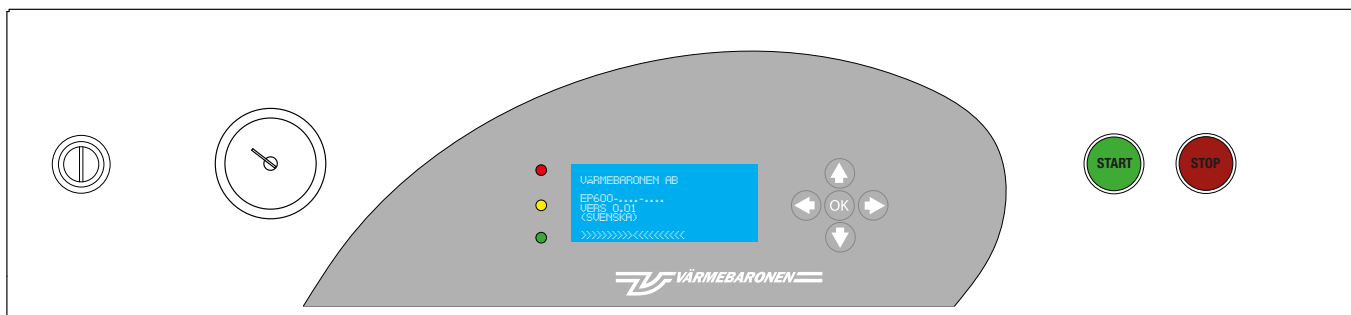 VäRMEBARONEN AB
EP600-....-....
VERS 0.01
(SVENSKA)
>>>>>>>>>><<<<<<<<<<
OK
START
STOP
VÄRMEBARONEN